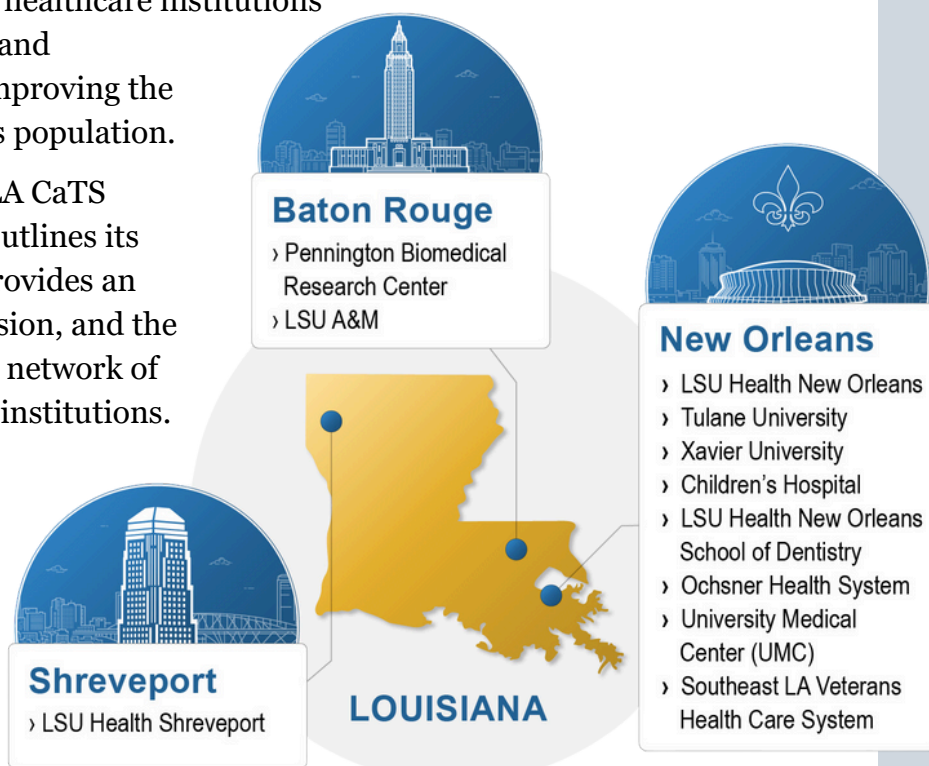 healthcare institutions
and
mproving the
s population.
LA CaTS
utlines its
rovides an
sion, and the
network of
institutions.
Baton Rouge
› Pennington Biomedical
Research Center
› LSU A&M
New Orleans
› LSU Health New Orleans
› Tulane University
› Xavier University
› Children's Hospital
› LSU Health New Orleans
School of Dentistry
› Ochsner Health System
› University Medical
Center (UMC)
› Southeast LA Veterans
Health Care System
Shreveport
› LSU Health Shreveport
LOUISIANA